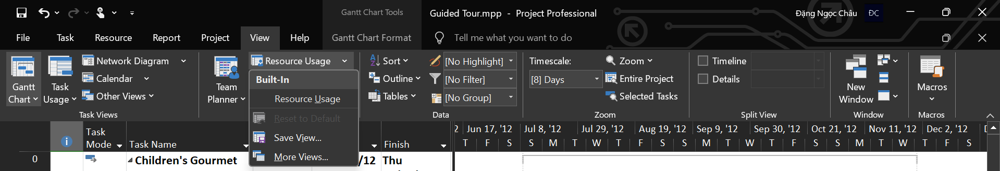 Gantt Chart Tools
Guided Tour.mpp - Project Professional
Đặng Ngọc Châu
ĐC
File Task Resource Report Project View Help Gantt Chart Format Tell me what you want to do
Gantt Chart
Task Usage
Network Diagram
Calendar
Other Views
Task Views
Team Planner
Resource Usage
Built-In
Resource Usage
Reset to Default
Save View...
More Views...
Sort
Outline
Tables
[No Highlight]
[No Filter]
[No Group]
Data
Timescale:
[8] Days
Zoom
Entire Project
Selected Tasks
Zoom
Timeline
Details
Split View
New Window
Window
Macros
Macros
Task Mode
Task Name
Finish
2 Jun 17, '12 Jul 8, '12 Jul 29, '12 Aug 19, '12 Sep 9, '12 Sep 30, '12 Oct 21, '12 Nov 11, '12 Dec 2, '12
T F S S M T W T F S S M T W T F S S M T W T F S
0 Children's Gourmet /12 Thu